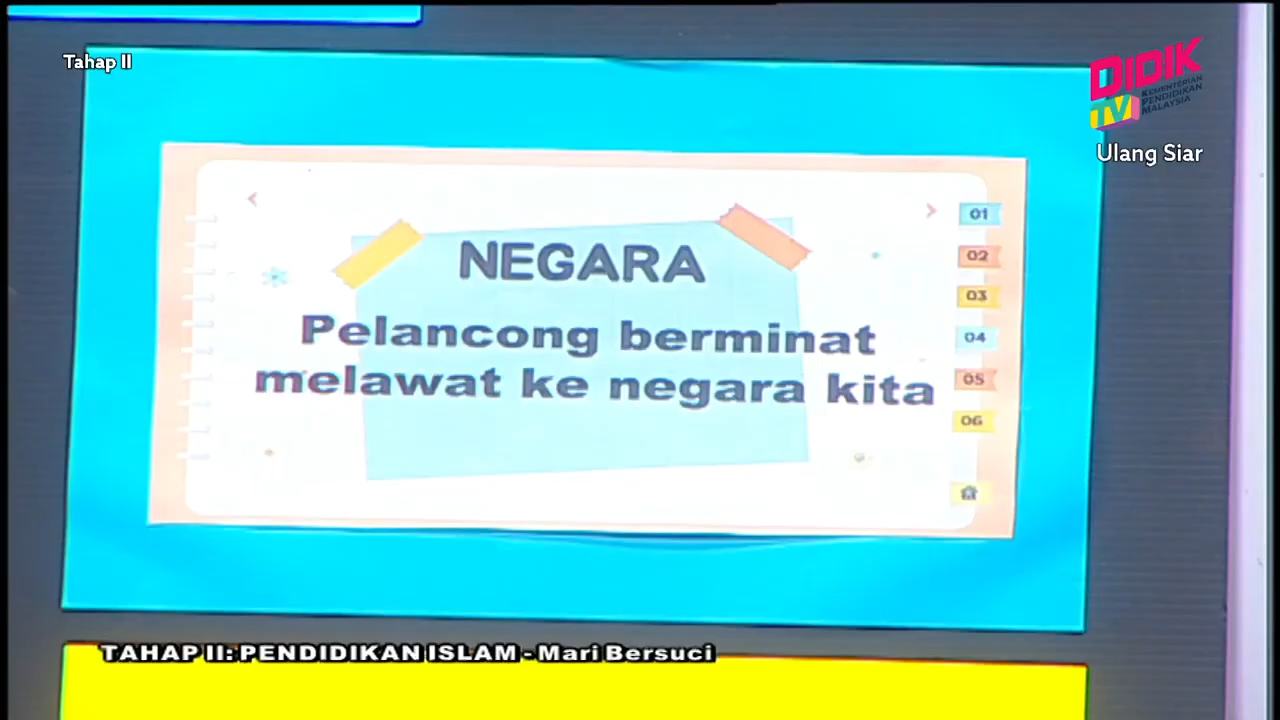 Tahap II
DIDIK
TV
KEMENTERIAN
PENDIDIKAN
MALAYSIA
Ulang Siar
NEGARA
Pelancong berminat
melawat ke negara kita
01
02
03
04
05
06
TAHAP II: PENDIDIKAN ISLAM - Mari Bersuci